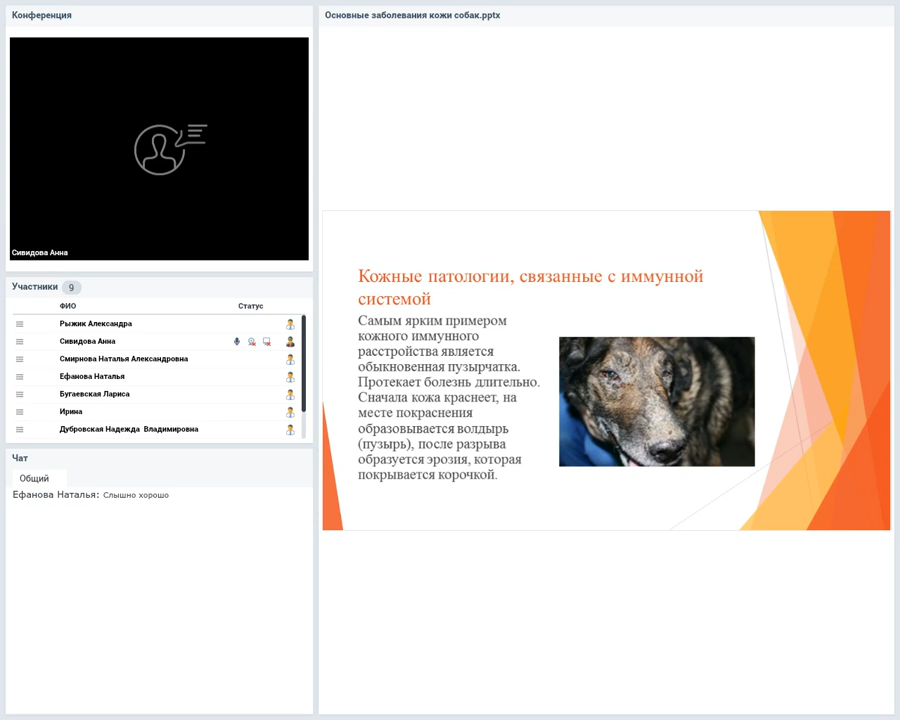 Конференция
Сивидова Анна
Участники 9
ФИО Статус
Рыжик Александра
Сивидова Анна
Смирнова Наталья Александровна
Ефанова Наталья
Бугаевская Лариса
Ирина
Дубровская Надежда Владимировна
Чат
Общий
Ефанова Наталья: Слышно хорошо
Основные заболевания кожи собак.pptx
Кожные патологии, связанные с иммунной
системой
Самым ярким примером
кожного иммунного
расстройства является
обыкновенная пузырчатка.
Протекает болезнь длительно.
Сначала кожа краснеет, на
месте покраснения
образовывается волдырь
(пузырь), после разрыва
образуется эрозия, которая
покрывается корочкой.